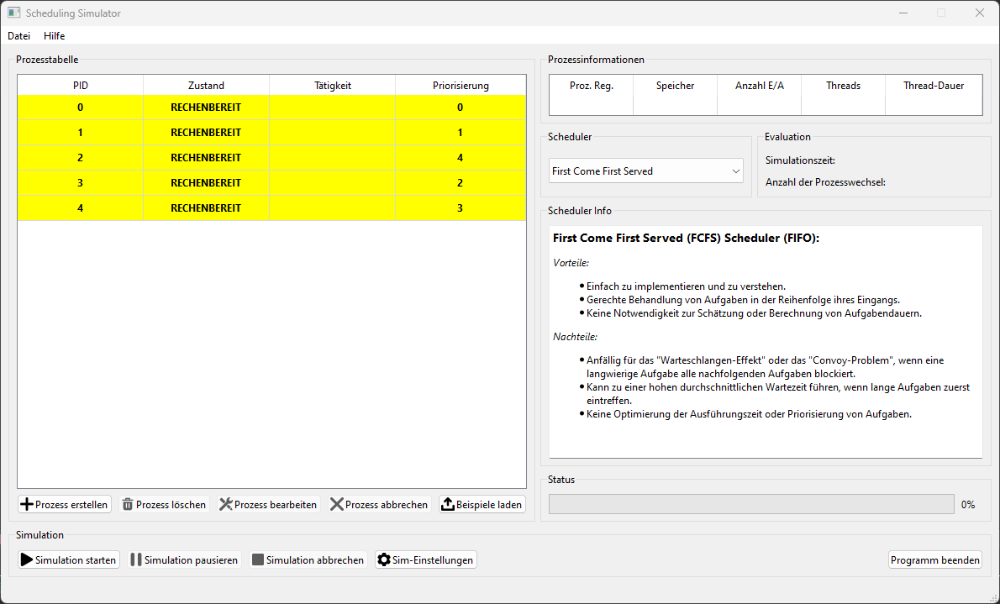 Scheduling Simulator
Datei Hilfe
Prozesstabelle
PID Zustand Tätigkeit Priorisierung
0 RECHENBEREIT 0
1 RECHENBEREIT 1
2 RECHENBEREIT 4
3 RECHENBEREIT 2
4 RECHENBEREIT 3
Prozess erstellen Prozess löschen Prozess bearbeiten Prozess abbrechen Beispiele laden
Prozessinformationen
Proz. Reg. Speicher Anzahl E/A Threads Thread-Dauer
Scheduler
First Come First Served
Evaluation
Simulationszeit:
Anzahl der Prozesswechsel:
Scheduler Info
First Come First Served (FCFS) Scheduler (FIFO):
Vorteile:
Einfach zu implementieren und zu verstehen.
Gerechte Behandlung von Aufgaben in der Reihenfolge ihres Eingangs.
Keine Notwendigkeit zur Schätzung oder Berechnung von Aufgabendauern.
Nachteile:
Anfällig für das "Warteschlangen-Effekt" oder das "Convoy-Problem", wenn eine
langwierige Aufgabe alle nachfolgenden Aufgaben blockiert.
Kann zu einer hohen durchschnittlichen Wartezeit führen, wenn lange Aufgaben zuerst
eintreffen.
Keine Optimierung der Ausführungszeit oder Priorisierung von Aufgaben.
Status
0%
Simulation
Simulation starten Simulation pausieren Simulation abbrechen Sim-Einstellungen Programm beenden